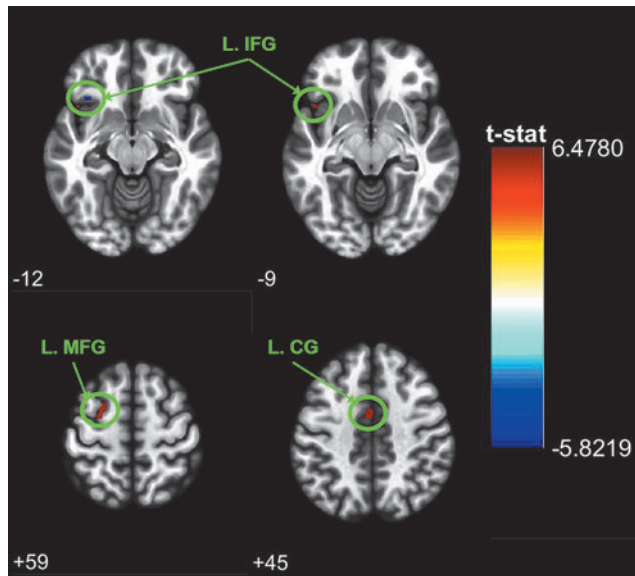 L. IFG
t-stat
6.4780
-12
-9
L. MFG
L. CG
-5.8219
+59
+45